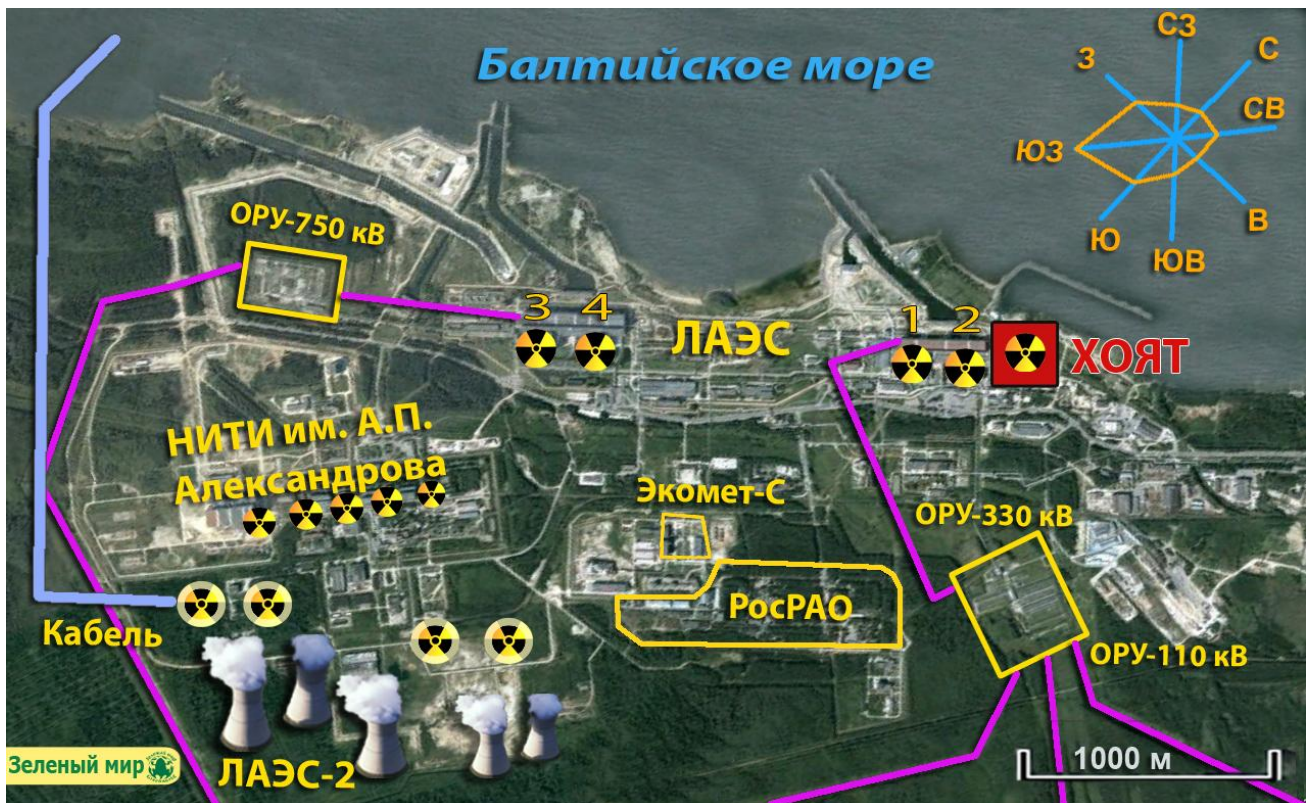 Балтийское море
СЗ
З
С
СВ
ЮЗ
В
Ю
ЮВ
ОРУ-750 кВ
3 4
ЛАЭС
1 2
ХОЯТ
НИТИ им. А.П.
Александрова
Экомет-С
ОРУ-330 кВ
РосРАО
Кабель
ОРУ-110 кВ
ЛАЭС-2
Зеленый мир
1000 м